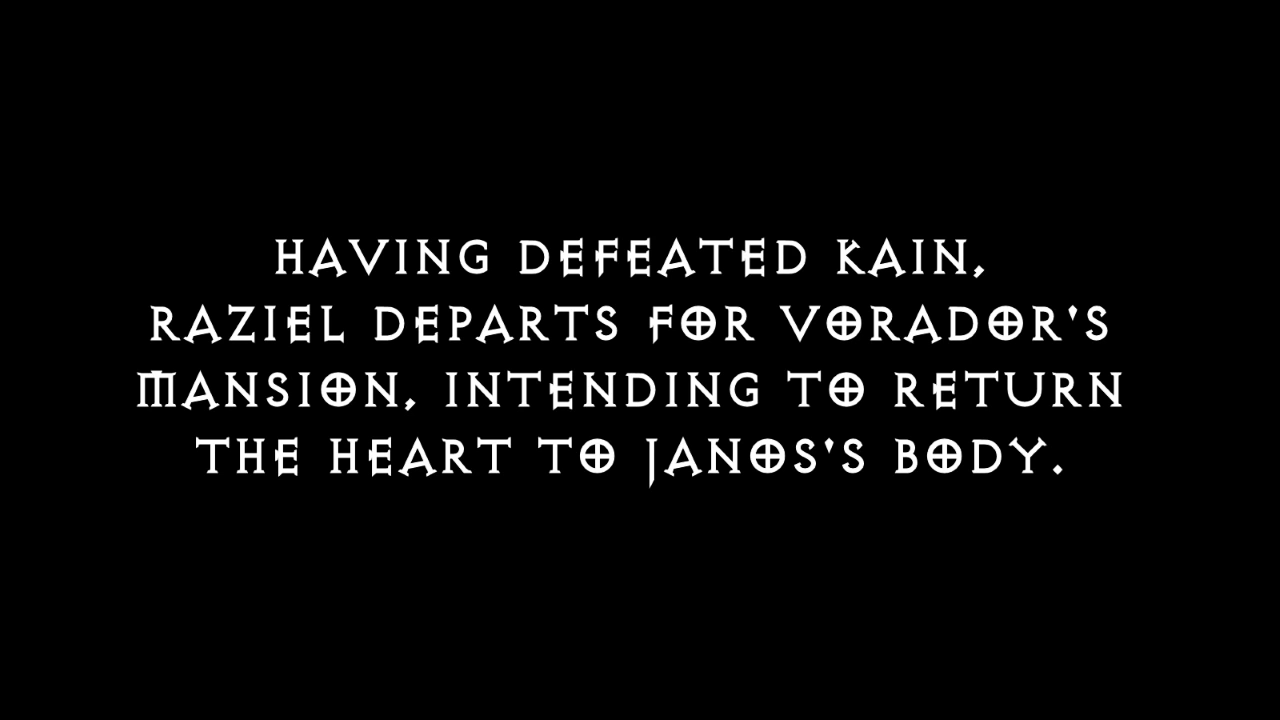 HAVING DEFEATED KAIN,
RAZIEL DEPARTS FOR VORADOR'S
MANSION, INTENDING TO RETURN
THE HEART TO JANOS'S BODY.